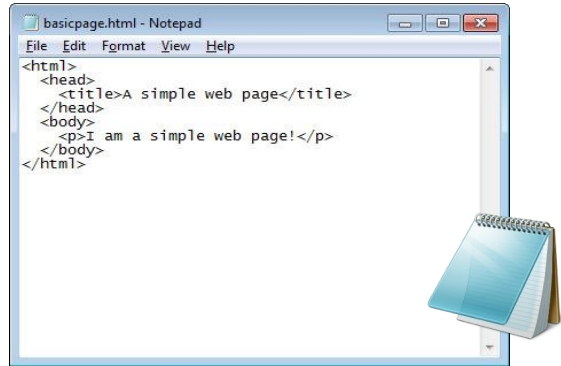 basicpage.html - Notepad
File Edit Format View Help
<html>
  <head>
    <title>A simple web page</title>
  </head>
  <body>
    <p>I am a simple web page!</p>
  </body>
</html>